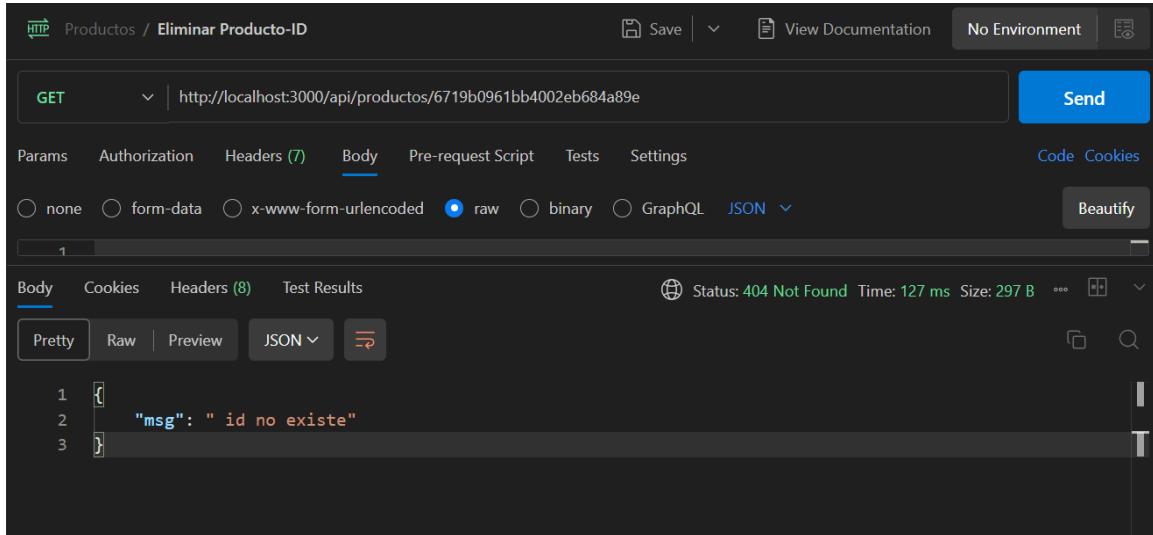 HTTP Productos / Eliminar Producto-ID Save View Documentation No Environment
GET http://localhost:3000/api/productos/6719b0961bb4002eb684a89e Send
Params Authorization Headers (7) Body Pre-request Script Tests Settings Code Cookies
none form-data x-www-form-urlencoded raw binary GraphQL JSON Beautify
1
Body Cookies Headers (8) Test Results Status: 404 Not Found Time: 127 ms Size: 297 B
Pretty Raw Preview JSON
1 {
2 "msg": " id no existe"
3 }